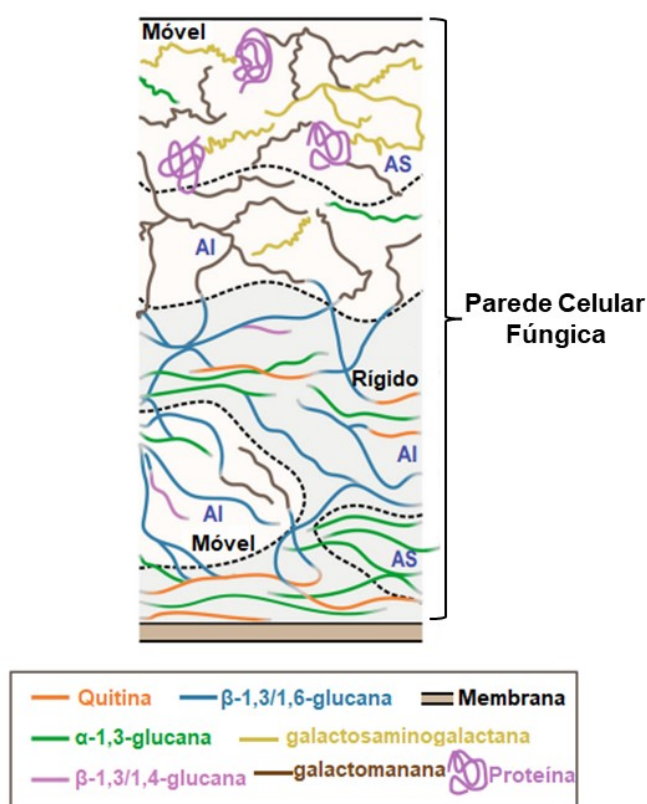 Móvel
AS
AI
Parede Celular
Fúngica
Rígido
AI
AI
Móvel
AS
Quitina
β-1,3/1,6-glucana
Membrana
α-1,3-glucana
galactosaminogalactana
β-1,3/1,4-glucana
galactomanana
Proteína